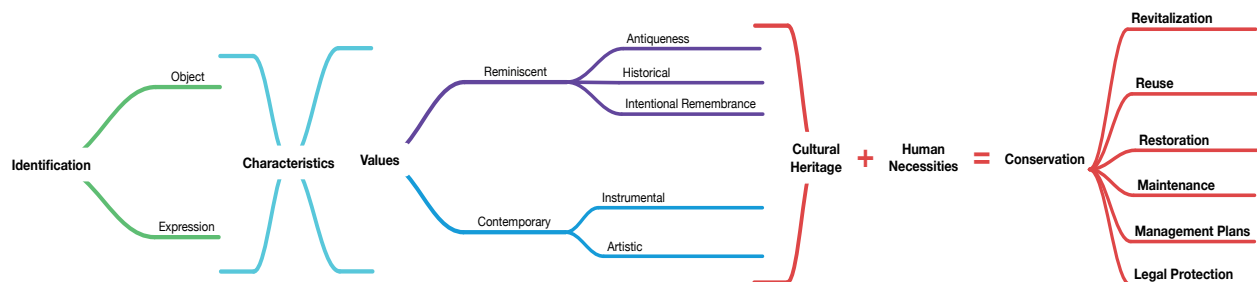 Identification
Object
Expression
Characteristics
Values
Reminiscent
Antiqueness
Historical
Intentional Remembrance
Contemporary
Instrumental
Artistic
Cultural
Heritage
+
Human
Necessities
=
Conservation
Revitalization
Reuse
Restoration
Maintenance
Management Plans
Legal Protection